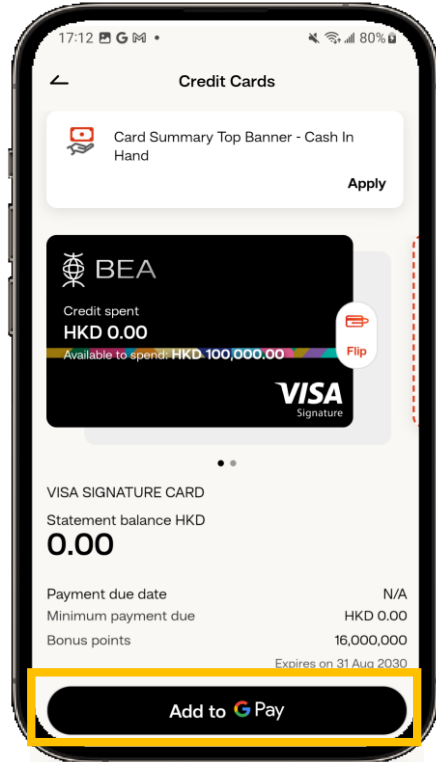 17:12 G M •
80%
Credit Cards
Card Summary Top Banner - Cash In
Hand
Apply
BEA
Credit spent
HKD 0.00
Available to spend: HKD 100,000.00
Flip
VISA
Signature
VISA SIGNATURE CARD
Statement balance HKD
0.00
Payment due date N/A
Minimum payment due HKD 0.00
Bonus points 16,000,000
Expires on 31 Aug 2030
Add to G Pay